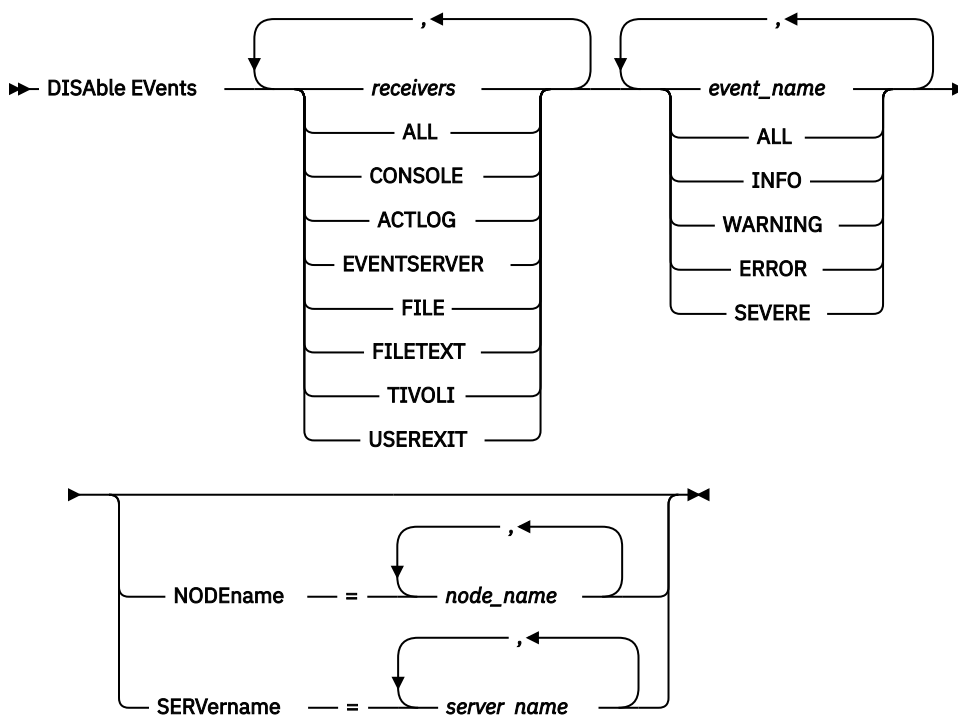 ,
,
DISAble EVents receivers event_name
ALL
ALL
CONSOLE
INFO
ACTLOG
WARNING
EVENTSERVER
ERROR
FILE
SEVERE
FILETEXT
TIVOLI
USEREXIT
,
NODEname = node_name
,
SERVername = server_name